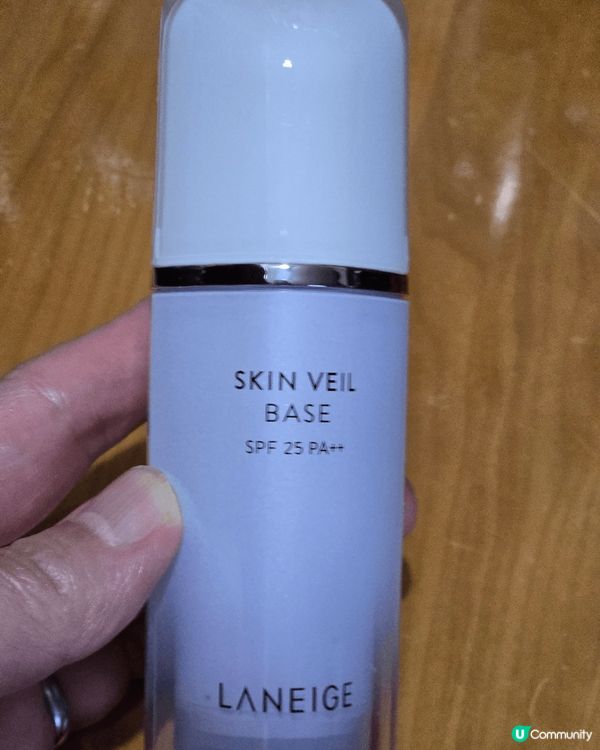 SKIN VEIL
BASE
SPF 25 PA++
LANEIGE
U Community